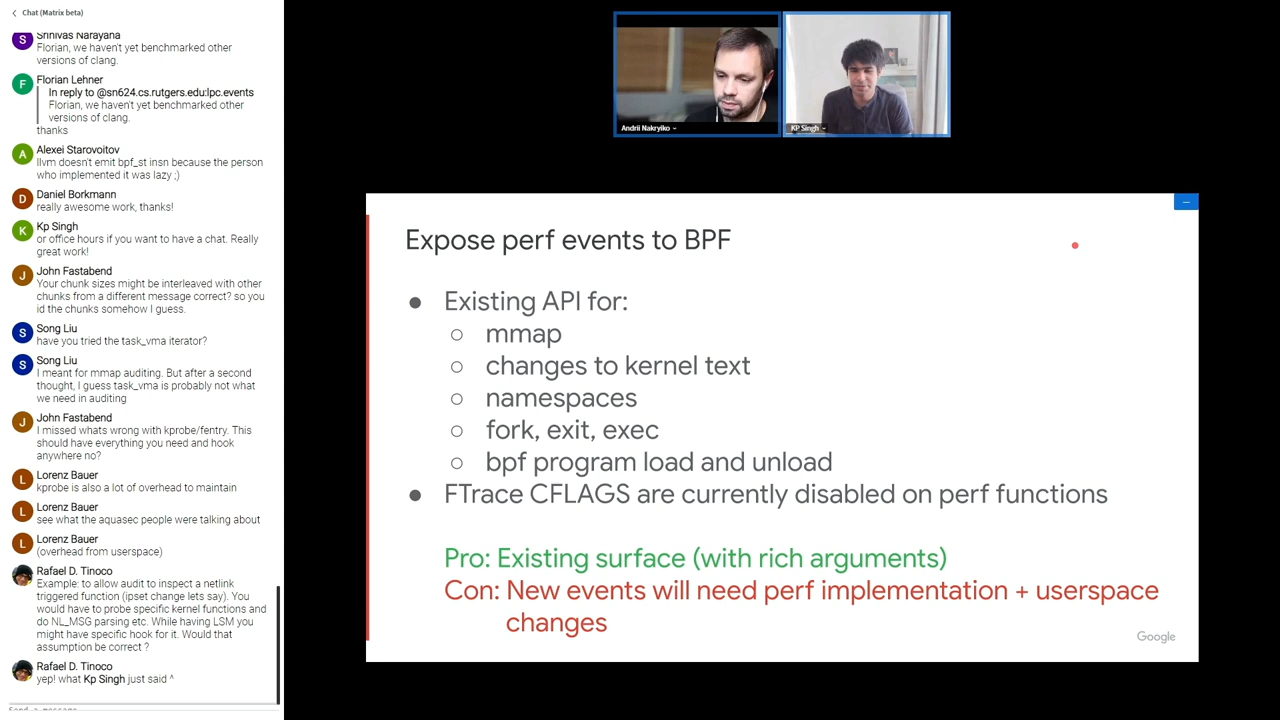 Chat (Matrix beta)
S
Srinivas Narayana
Florian, we haven't yet benchmarked other
versions of clang.
F
Florian Lehner
In reply to @sn624.cs.rutgers.edu:lpc.events
Florian, we haven't yet benchmarked other
versions of clang.
thanks
A
Alexei Starovoitov
llvm doesn't emit bpf_st insn because the person
who implemented it was lazy ;)
D
Daniel Borkmann
really awesome work, thanks!
K
Kp Singh
or office hours if you want to have a chat. Really
great work!
J
John Fastabend
Your chunk sizes might be interleaved with other
chunks from a different message correct? so you
id the chunks somehow I guess.
S
Song Liu
have you tried the task_vma iterator?
S
Song Liu
I meant for mmap auditing. But after a second
thought, I guess task_vma is probably not what
we need in auditing
J
John Fastabend
I missed whats wrong with kprobe/fentry. This
should have everything you need and hook
anywhere no?
L
Lorenz Bauer
kprobe is also a lot of overhead to maintain
L
Lorenz Bauer
see what the aquasec people were talking about
L
Lorenz Bauer
(overhead from userspace)
Rafael D. Tinoco
Example: to allow audit to inspect a netlink
triggered function (ipset change lets say). You
would have to probe specific kernel functions and
do NL_MSG parsing etc. While having LSM you
might have specific hook for it. Would that
assumption be correct ?
Rafael D. Tinoco
yep! what Kp Singh just said ^
Send a message
Andrii Nakryiko
KP Singh
Expose perf events to BPF
● Existing API for:
○ mmap
○ changes to kernel text
○ namespaces
○ fork, exit, exec
○ bpf program load and unload
● FTrace CFLAGS are currently disabled on perf functions
Pro: Existing surface (with rich arguments)
Con: New events will need perf implementation + userspace
changes
Google